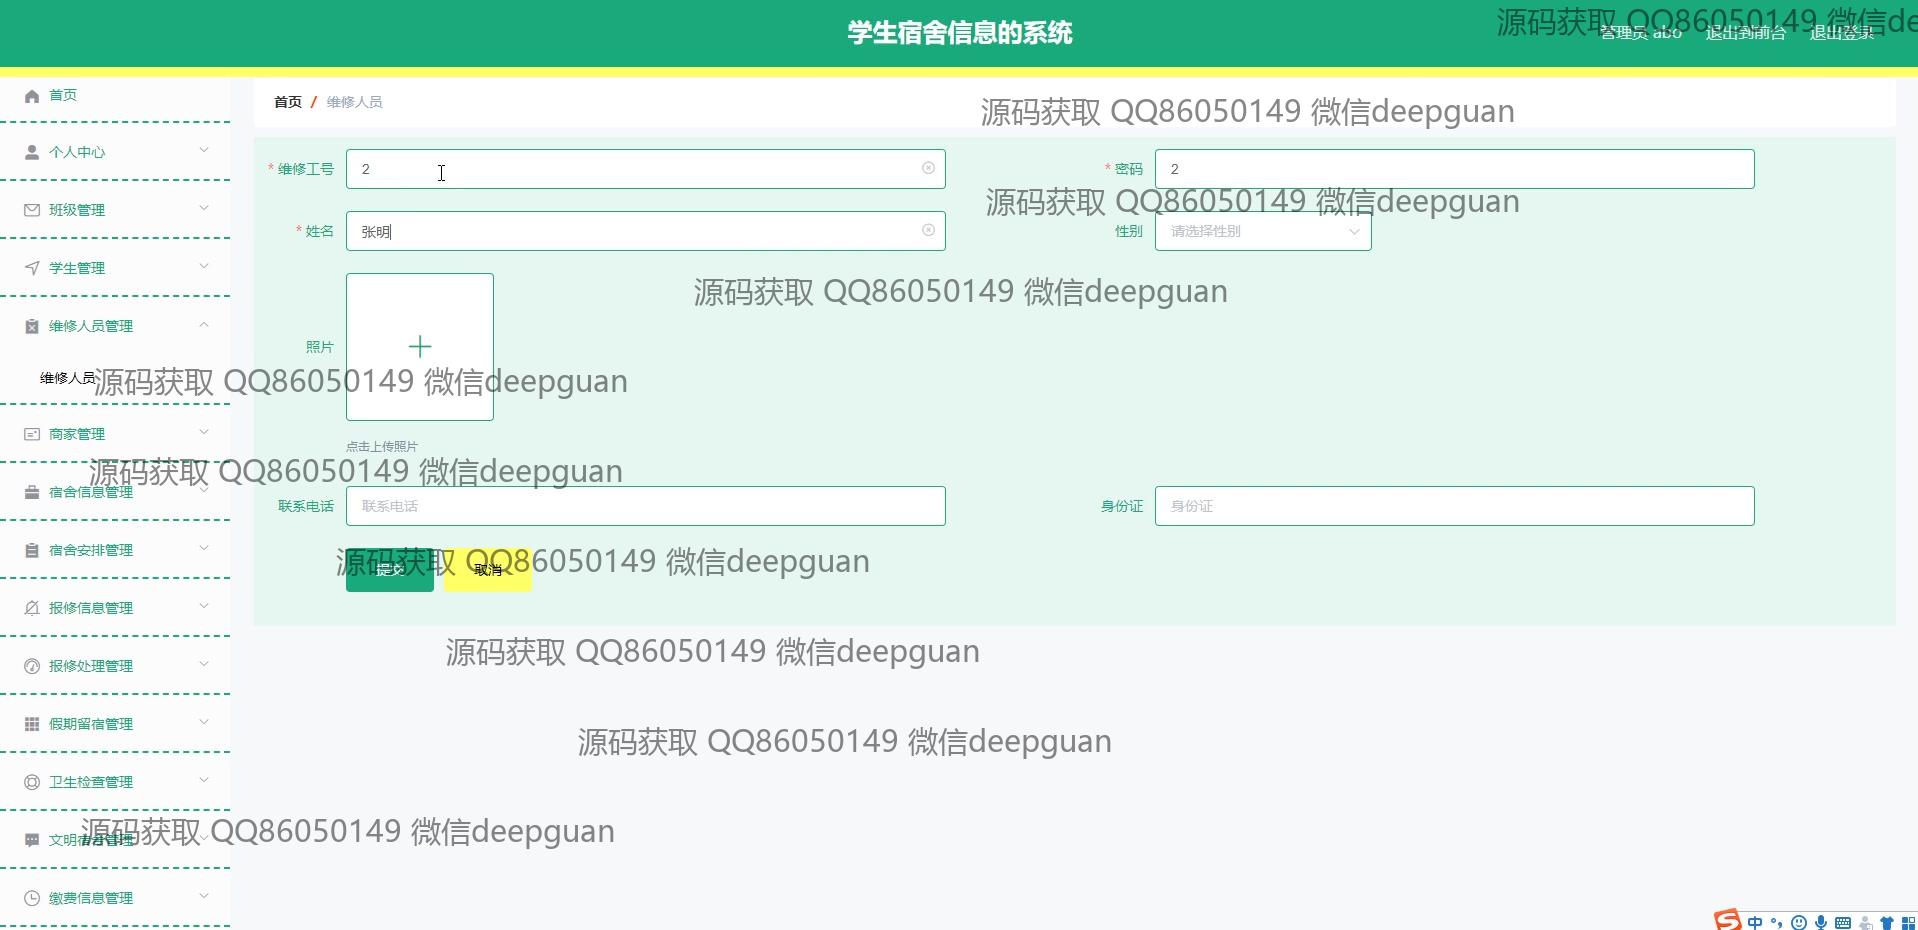 学生宿舍信息的系统
管理员 abo 退出到前台 退出登录
源码获取 QQ86050149 微信de
首页
首页 / 维修人员
源码获取 QQ86050149 微信deepguan
个人中心
* 维修工号 2
* 密码 2
源码获取 QQ86050149 微信deepguan
班级管理
* 姓名 张明
性别 请选择性别
学生管理
源码获取 QQ86050149 微信deepguan
维修人员管理
照片
维修人员
源码获取 QQ86050149 微信deepguan
商家管理
点击上传照片
源码获取 QQ86050149 微信deepguan
宿舍信息管理
联系电话 联系电话
身份证 身份证
宿舍安排管理
源码获取 QQ86050149 微信deepguan
提交 取消
报修信息管理
源码获取 QQ86050149 微信deepguan
报修处理管理
假期留宿管理
源码获取 QQ86050149 微信deepguan
卫生检查管理
源码获取 QQ86050149 微信deepguan
文明宿舍管理
缴费信息管理
中